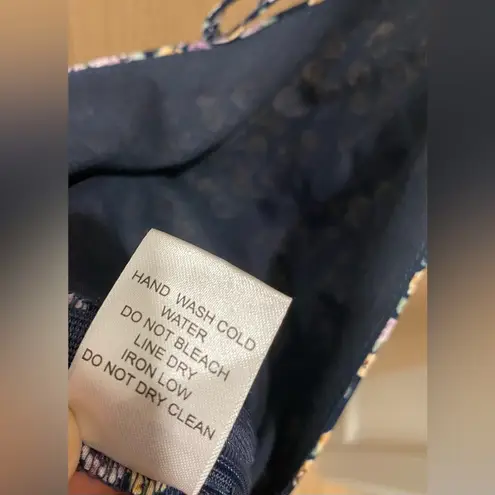 HAND WASH COLD
WATER
DO NOT BLEACH
LINE DRY
IRON LOW
DO NOT DRY CLEAN